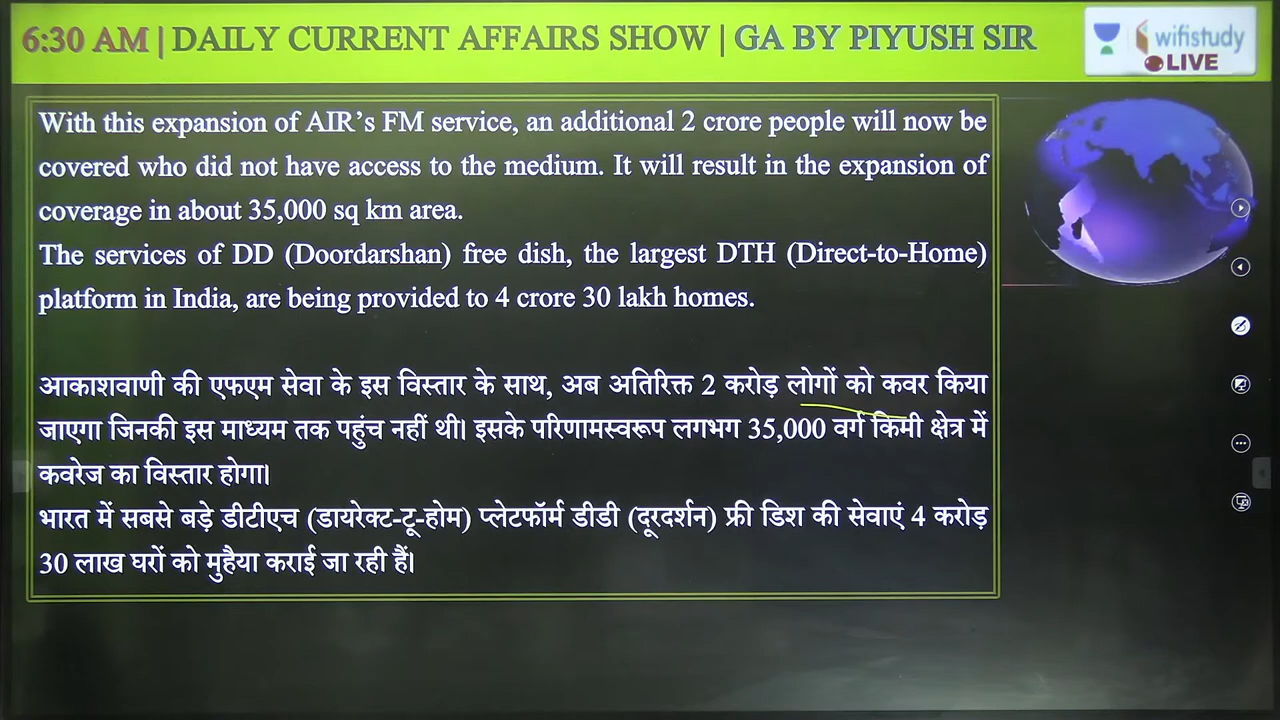 6:30 AM | DAILY CURRENT AFFAIRS SHOW | GA BY PIYUSH SIR
wifistudy
LIVE
With this expansion of AIR’s FM service, an additional 2 crore people will now be
covered who did not have access to the medium. It will result in the expansion of
coverage in about 35,000 sq km area.
The services of DD (Doordarshan) free dish, the largest DTH (Direct-to-Home)
platform in India, are being provided to 4 crore 30 lakh homes.
आकाशवाणी की एफएम सेवा के इस विस्तार के साथ, अब अतिरिक्त 2 करोड़ लोगों को कवर किया
जाएगा जिनकी इस माध्यम तक पहुंच नहीं थी। इसके परिणामस्वरूप लगभग 35,000 वर्ग किमी क्षेत्र में
कवरेज का विस्तार होगा।
भारत में सबसे बड़े डीटीएच (डायरेक्ट-टू-होम) प्लेटफॉर्म डीडी (दूरदर्शन) फ्री डिश की सेवाएं 4 करोड़
30 लाख घरों को मुहैया कराई जा रही हैं।